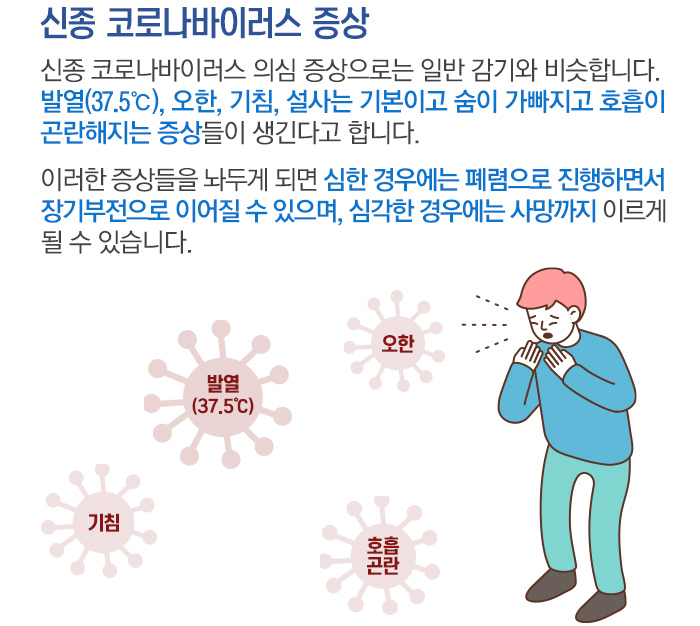 신종 코로나바이러스 증상
신종 코로나바이러스 의심 증상으로는 일반 감기와 비슷합니다.
발열(37.5℃), 오한, 기침, 설사는 기본이고 숨이 가빠지고 호흡이
곤란해지는 증상들이 생긴다고 합니다.
이러한 증상들을 놔두게 되면 심한 경우에는 폐렴으로 진행하면서
장기부전으로 이어질 수 있으며, 심각한 경우에는 사망까지 이르게
될 수 있습니다.
오한
발열
(37.5℃)
기침
호흡
곤란